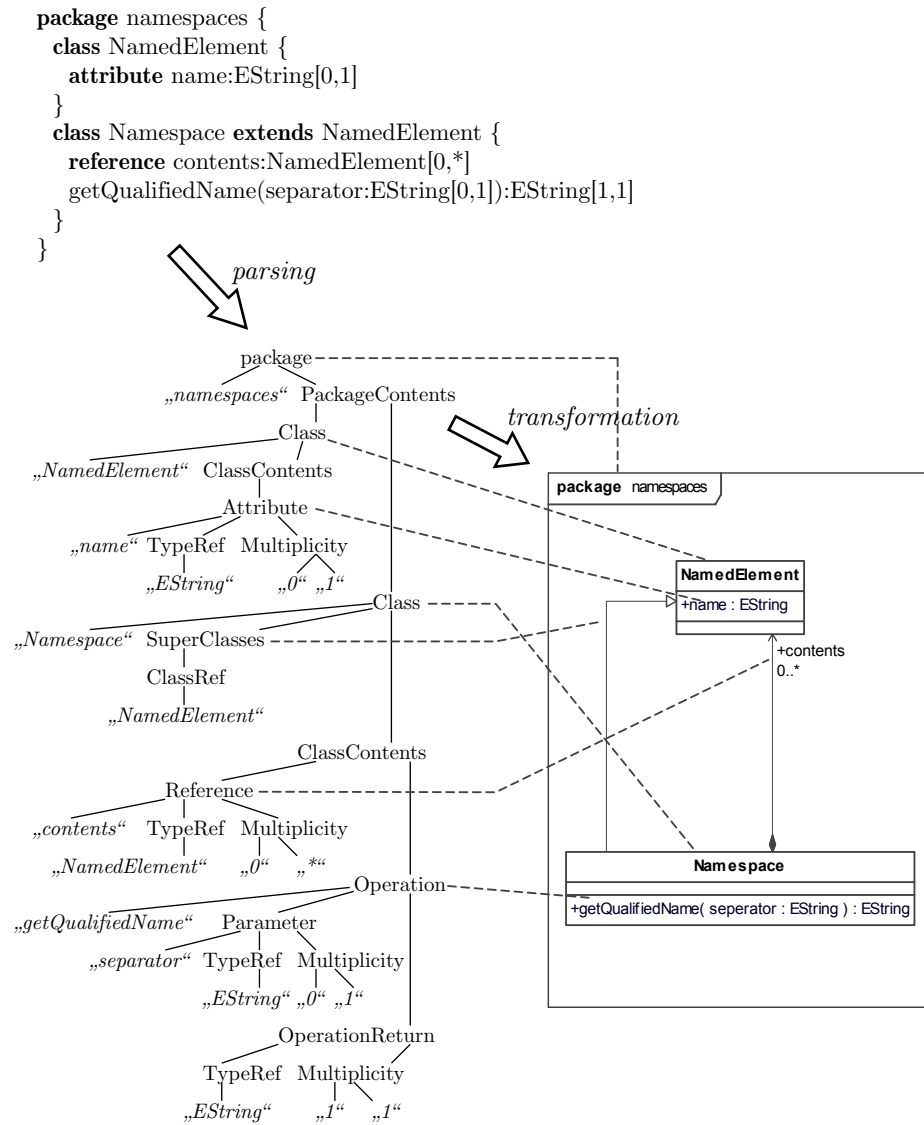 package namespaces {
class NamedElement {
attribute name:EString[0,1]
}
class Namespace extends NamedElement {
reference contents:NamedElement[0,*]
getQualifiedName(separator:EString[0,1]):EString[1,1]
}
}
parsing
package
„namespaces“ PackageContents
transformation
Class
„NamedElement“ ClassContents
package namespaces
Attribute
„name“ TypeRef Multiplicity
„EString“ „0“ „1“
NamedElement
+name : EString
Class
„Namespace“ SuperClasses
+contents
0..*
ClassRef
„NamedElement“
ClassContents
Reference
„contents“ TypeRef Multiplicity
„NamedElement“ „0“ „*“
Namespace
Operation
+getQualifiedName( seperator : EString ) : EString
„getQualifiedName“ Parameter
„separator“ TypeRef Multiplicity
„EString“ „0“ „1“
OperationReturn
TypeRef Multiplicity
„EString“ „1“ „1“